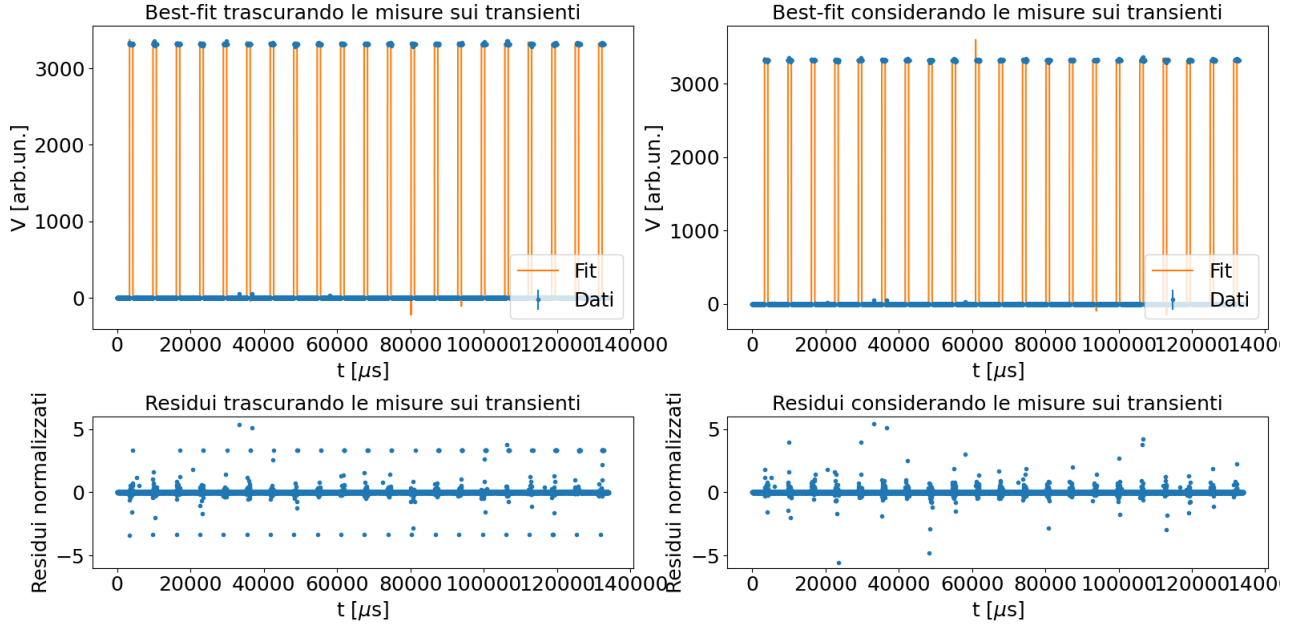 Best-fit trascurando le misure sui transienti
V [arb.un.]
3000
2000
1000
0
Fit
Dati
0 20000 40000 60000 80000 100000 120000 140000
t [μs]
Best-fit considerando le misure sui transienti
V [arb.un.]
3000
2000
1000
0
Fit
Dati
0 20000 40000 60000 80000 100000 120000 14000
t [μs]
Residui trascurando le misure sui transienti
Residui normalizzati
5
0
−5
0 20000 40000 60000 80000 100000 120000 140000
t [μs]
Residui considerando le misure sui transienti
Residui normalizzati
5
0
−5
0 20000 40000 60000 80000 100000 120000 14000
t [μs]